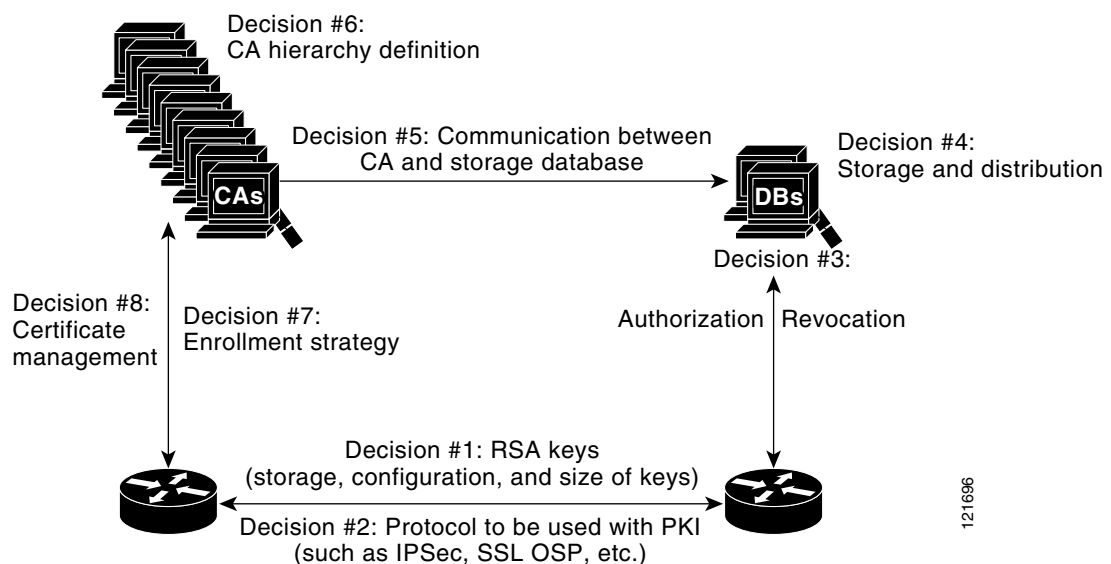 Decision #6:
CA hierarchy definition
Decision #5: Communication between
CA and storage database
Decision #4:
Storage and distribution
CAs
DBs
Decision #3:
Authorization
Revocation
Decision #8:
Certificate
management
Decision #7:
Enrollment strategy
Decision #1: RSA keys
(storage, configuration, and size of keys)
Decision #2: Protocol to be used with PKI
(such as IPSec, SSL OSP, etc.)
121696